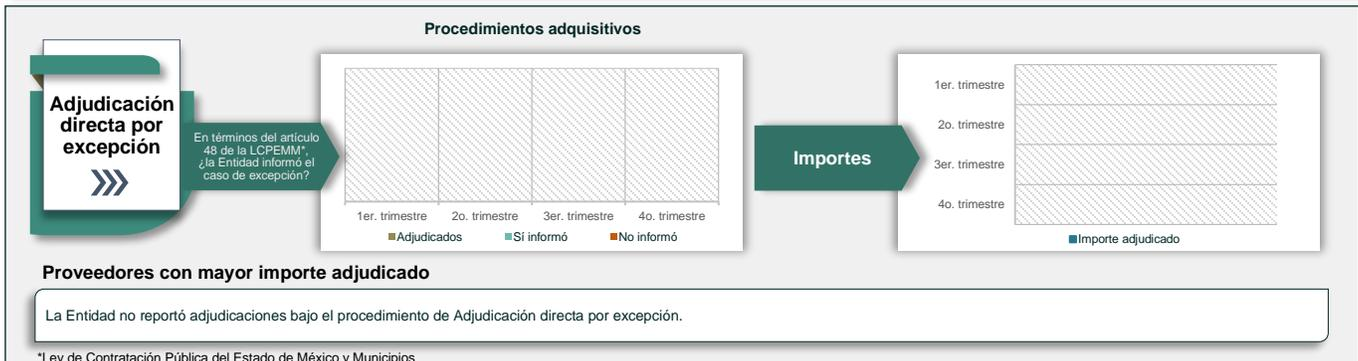 Procedimientos adquisitivos
Adjudicación
directa por
excepción
En términos del artículo
48 de la LCPEMM*,
¿la Entidad informó el
caso de excepción?
1er. trimestre
2o. trimestre
3er. trimestre
4o. trimestre
Adjudicados
Sí informó
No informó
Importes
1er. trimestre
2o. trimestre
3er. trimestre
4o. trimestre
Importe adjudicado
Proveedores con mayor importe adjudicado
La Entidad no reportó adjudicaciones bajo el procedimiento de Adjudicación directa por excepción.
*Ley de Contratación Pública del Estado de México y Municipios